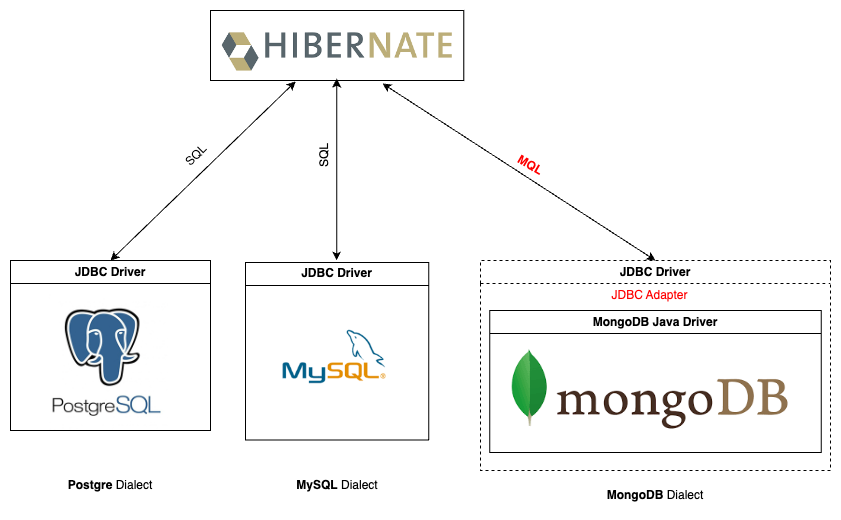 HIBERNATE
SQL
SQL
MQL
JDBC Driver
PostgreSQL
Postgre Dialect
JDBC Driver
MySQL®
MySQL Dialect
JDBC Driver
JDBC Adapter
MongoDB Java Driver
mongoDB
MongoDB Dialect